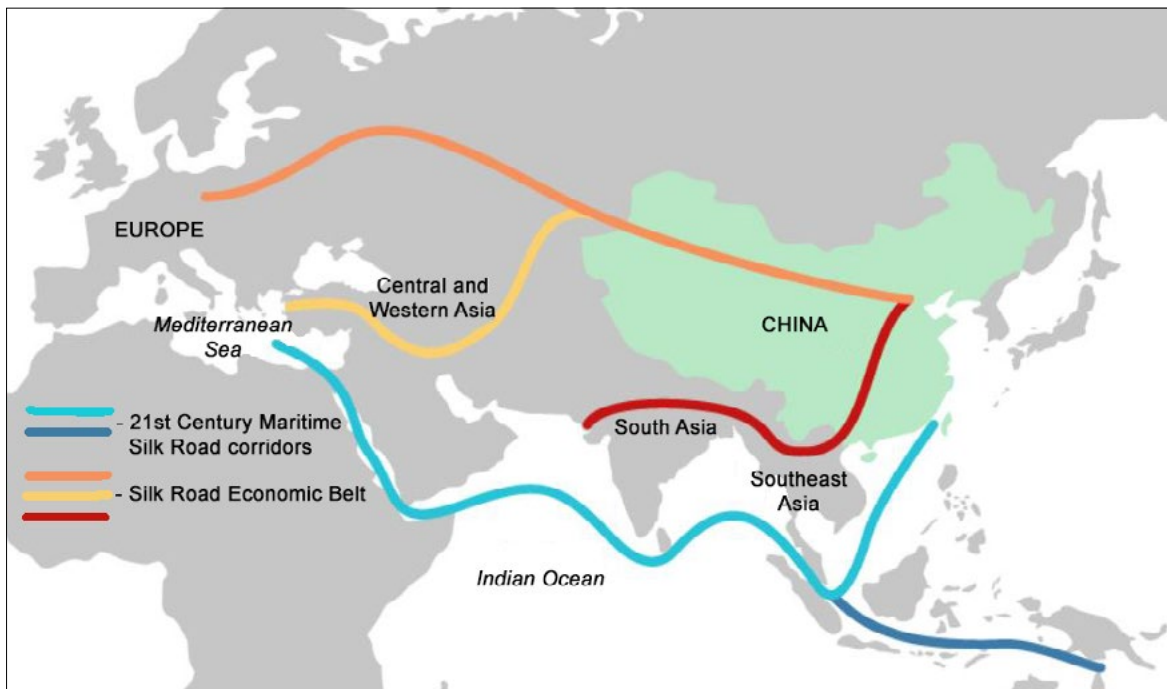 EUROPE
Central and
Western Asia
Mediterranean
Sea
CHINA
- 21st Century Maritime
Silk Road corridors
South Asia
- Silk Road Economic Belt
Southeast
Asia
Indian Ocean